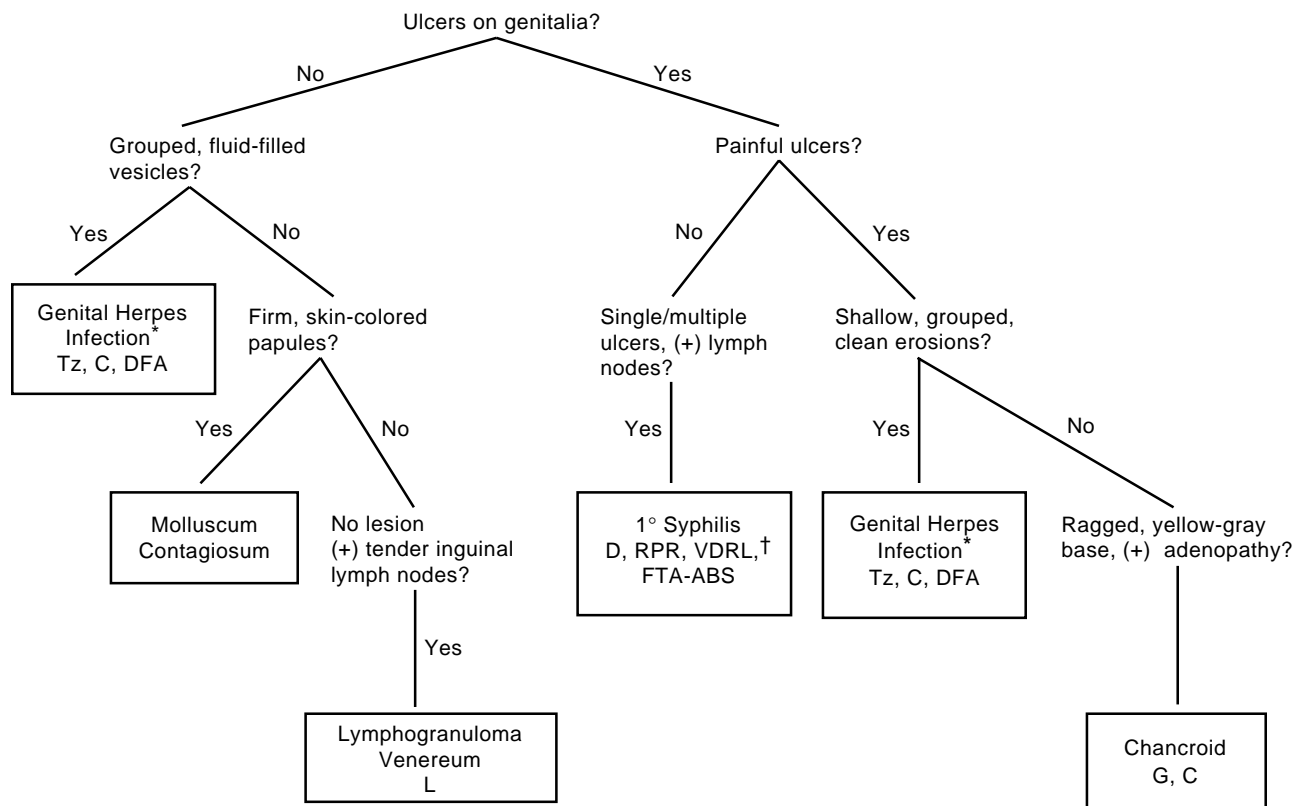 Ulcers on genitalia?
No
Yes
Grouped, fluid-filled
vesicles?
Painful ulcers?
Yes
No
No
Yes
Genital Herpes
Infection*
Tz, C, DFA
Firm, skin-colored
papules?
Single/multiple
ulcers, (+) lymph
nodes?
Shallow, grouped,
clean erosions?
Yes
No
Yes
Yes
No
Molluscum
Contagiosum
No lesion
(+) tender inguinal
lymph nodes?
1° Syphilis
D, RPR, VDRL,†
FTA-ABS
Genital Herpes
Infection*
Tz, C, DFA
Ragged, yellow-gray
base, (+) adenopathy?
Yes
Lymphogranuloma
Venereum
L
Chancroid
G, C